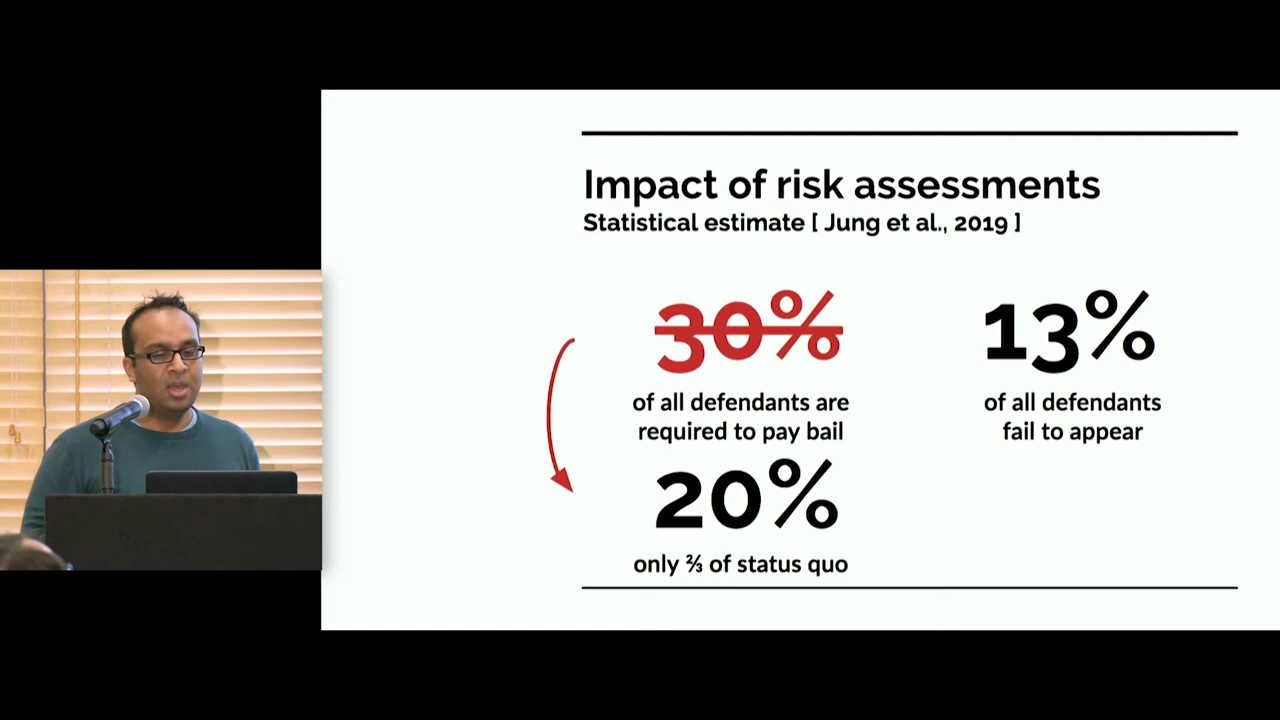 Impact of risk assessments
Statistical estimate [ Jung et al., 2019 ]
30%
of all defendants are
required to pay bail
20%
only ⅔ of status quo
13%
of all defendants
fail to appear